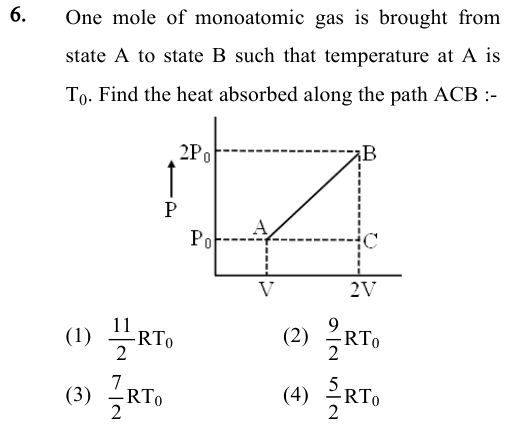 6. One mole of monoatomic gas is brought from
state A to state B such that temperature at A is
T₀. Find the heat absorbed along the path ACB :-
2P₀
B
P
A
P₀
C
V
2V
(1) 11/2 RT₀ (2) 9/2 RT₀
(3) 7/2 RT₀ (4) 5/2 RT₀